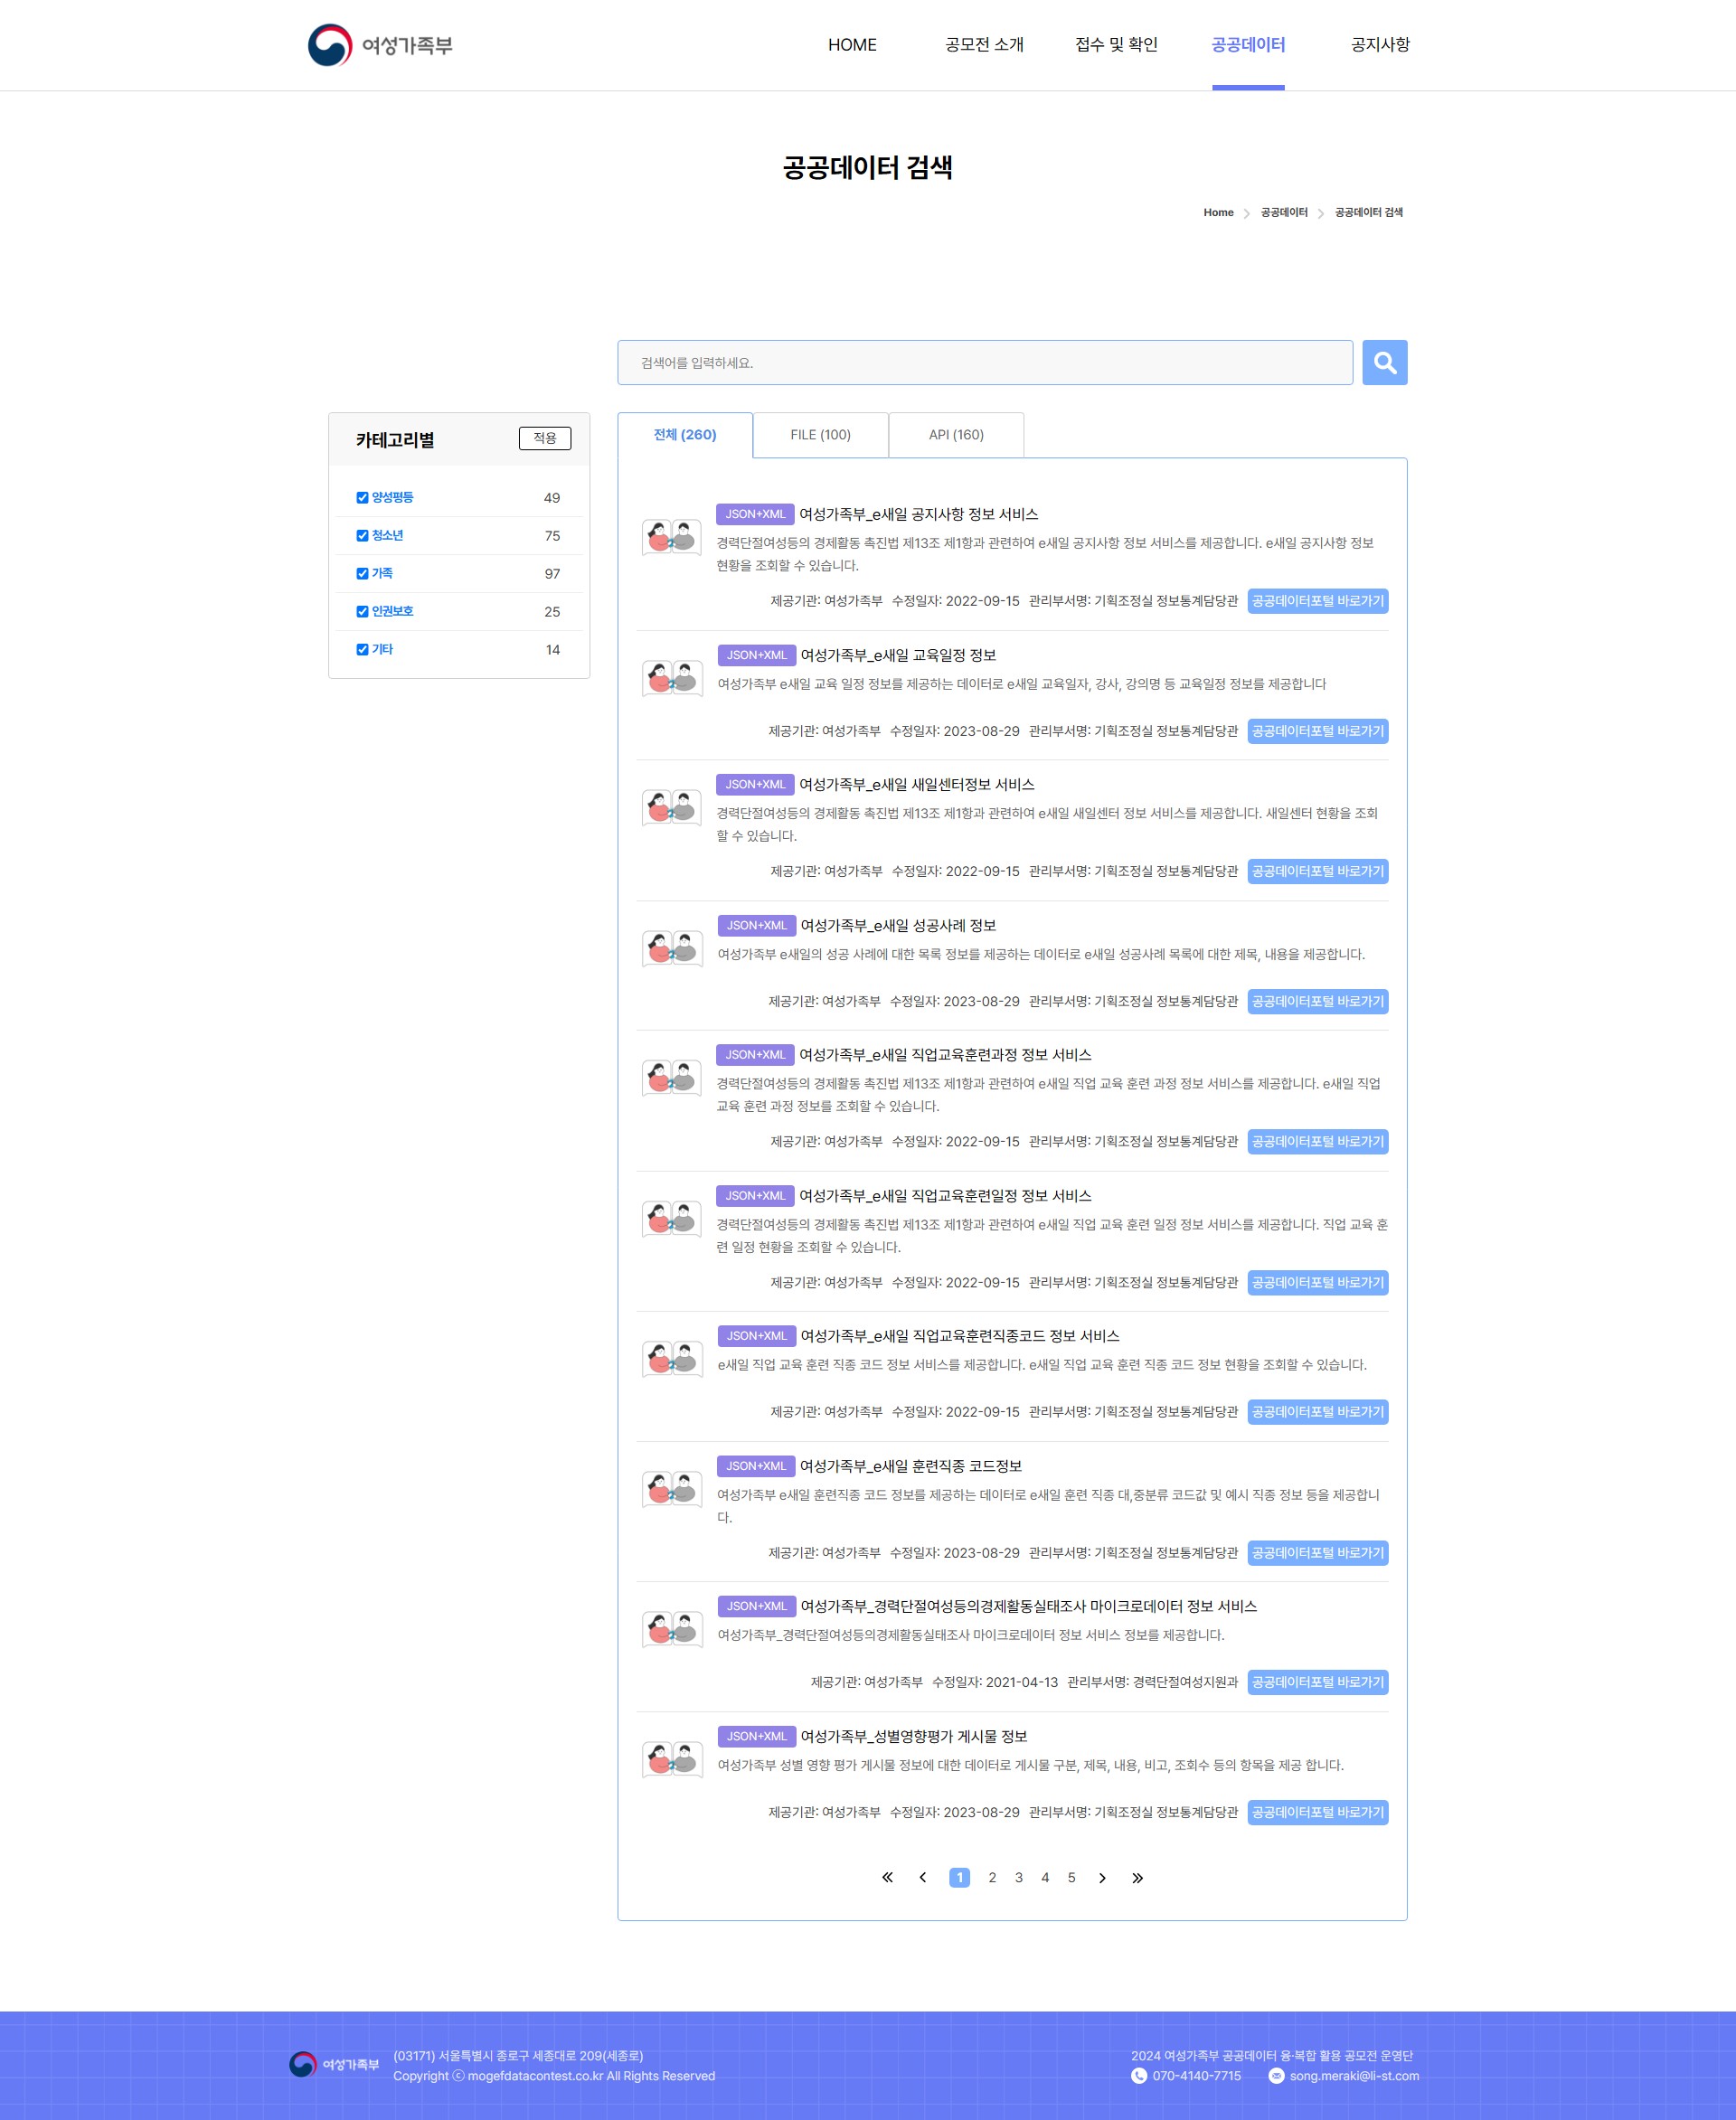 여성가족부
HOME
공모전 소개
접수 및 확인
공공데이터
공지사항
공공데이터 검색
Home
공공데이터
공공데이터 검색
검색어를 입력하세요.
카테고리별
적용
양성평등 49
청소년 75
가족 97
인권보호 25
기타 14
전체 (260)
FILE (100)
API (160)
JSON+XML 여성가족부_e새일 공지사항 정보 서비스
경력단절여성등의 경제활동 촉진법 제13조 제1항과 관련하여 e새일 공지사항 정보 서비스를 제공합니다. e새일 공지사항 정보
현황을 조회할 수 있습니다.
제공기관: 여성가족부 수정일자: 2022-09-15 관리부서명: 기획조정실 정보통계담당관 공공데이터포털 바로가기
JSON+XML 여성가족부_e새일 교육일정 정보
여성가족부 e새일 교육 일정 정보를 제공하는 데이터로 e새일 교육일자, 강사, 강의명 등 교육일정 정보를 제공합니다
제공기관: 여성가족부 수정일자: 2023-08-29 관리부서명: 기획조정실 정보통계담당관 공공데이터포털 바로가기
JSON+XML 여성가족부_e새일 새일센터정보 서비스
경력단절여성등의 경제활동 촉진법 제13조 제1항과 관련하여 e새일 새일센터 정보 서비스를 제공합니다. 새일센터 현황을 조회
할 수 있습니다.
제공기관: 여성가족부 수정일자: 2022-09-15 관리부서명: 기획조정실 정보통계담당관 공공데이터포털 바로가기
JSON+XML 여성가족부_e새일 성공사례 정보
여성가족부 e새일의 성공 사례에 대한 목록 정보를 제공하는 데이터로 e새일 성공사례 목록에 대한 제목, 내용을 제공합니다.
제공기관: 여성가족부 수정일자: 2023-08-29 관리부서명: 기획조정실 정보통계담당관 공공데이터포털 바로가기
JSON+XML 여성가족부_e새일 직업교육훈련과정 정보 서비스
경력단절여성등의 경제활동 촉진법 제13조 제1항과 관련하여 e새일 직업 교육 훈련 과정 정보 서비스를 제공합니다. e새일 직업
교육 훈련 과정 정보를 조회할 수 있습니다.
제공기관: 여성가족부 수정일자: 2022-09-15 관리부서명: 기획조정실 정보통계담당관 공공데이터포털 바로가기
JSON+XML 여성가족부_e새일 직업교육훈련일정 정보 서비스
경력단절여성등의 경제활동 촉진법 제13조 제1항과 관련하여 e새일 직업 교육 훈련 일정 정보 서비스를 제공합니다. 직업 교육 훈
련 일정 현황을 조회할 수 있습니다.
제공기관: 여성가족부 수정일자: 2022-09-15 관리부서명: 기획조정실 정보통계담당관 공공데이터포털 바로가기
JSON+XML 여성가족부_e새일 직업교육훈련직종코드 정보 서비스
e새일 직업 교육 훈련 직종 코드 정보 서비스를 제공합니다. e새일 직업 교육 훈련 직종 코드 정보 현황을 조회할 수 있습니다.
제공기관: 여성가족부 수정일자: 2022-09-15 관리부서명: 기획조정실 정보통계담당관 공공데이터포털 바로가기
JSON+XML 여성가족부_e새일 훈련직종 코드정보
여성가족부 e새일 훈련직종 코드 정보를 제공하는 데이터로 e새일 훈련 직종 대,중분류 코드값 및 예시 직종 정보 등을 제공합니
다.
제공기관: 여성가족부 수정일자: 2023-08-29 관리부서명: 기획조정실 정보통계담당관 공공데이터포털 바로가기
JSON+XML 여성가족부_경력단절여성등의경제활동실태조사 마이크로데이터 정보 서비스
여성가족부_경력단절여성등의경제활동실태조사 마이크로데이터 정보 서비스 정보를 제공합니다.
제공기관: 여성가족부 수정일자: 2021-04-13 관리부서명: 경력단절여성지원과 공공데이터포털 바로가기
JSON+XML 여성가족부_성별영향평가 게시물 정보
여성가족부 성별 영향 평가 게시물 정보에 대한 데이터로 게시물 구분, 제목, 내용, 비고, 조회수 등의 항목을 제공 합니다.
제공기관: 여성가족부 수정일자: 2023-08-29 관리부서명: 기획조정실 정보통계담당관 공공데이터포털 바로가기
1 2 3 4 5
여성가족부
(03171) 서울특별시 종로구 세종대로 209(세종로)
Copyright ⓒ mogefdatacontest.co.kr All Rights Reserved
2024 여성가족부 공공데이터 융·복합 활용 공모전 운영단
070-4140-7715 song.meraki@li-st.com